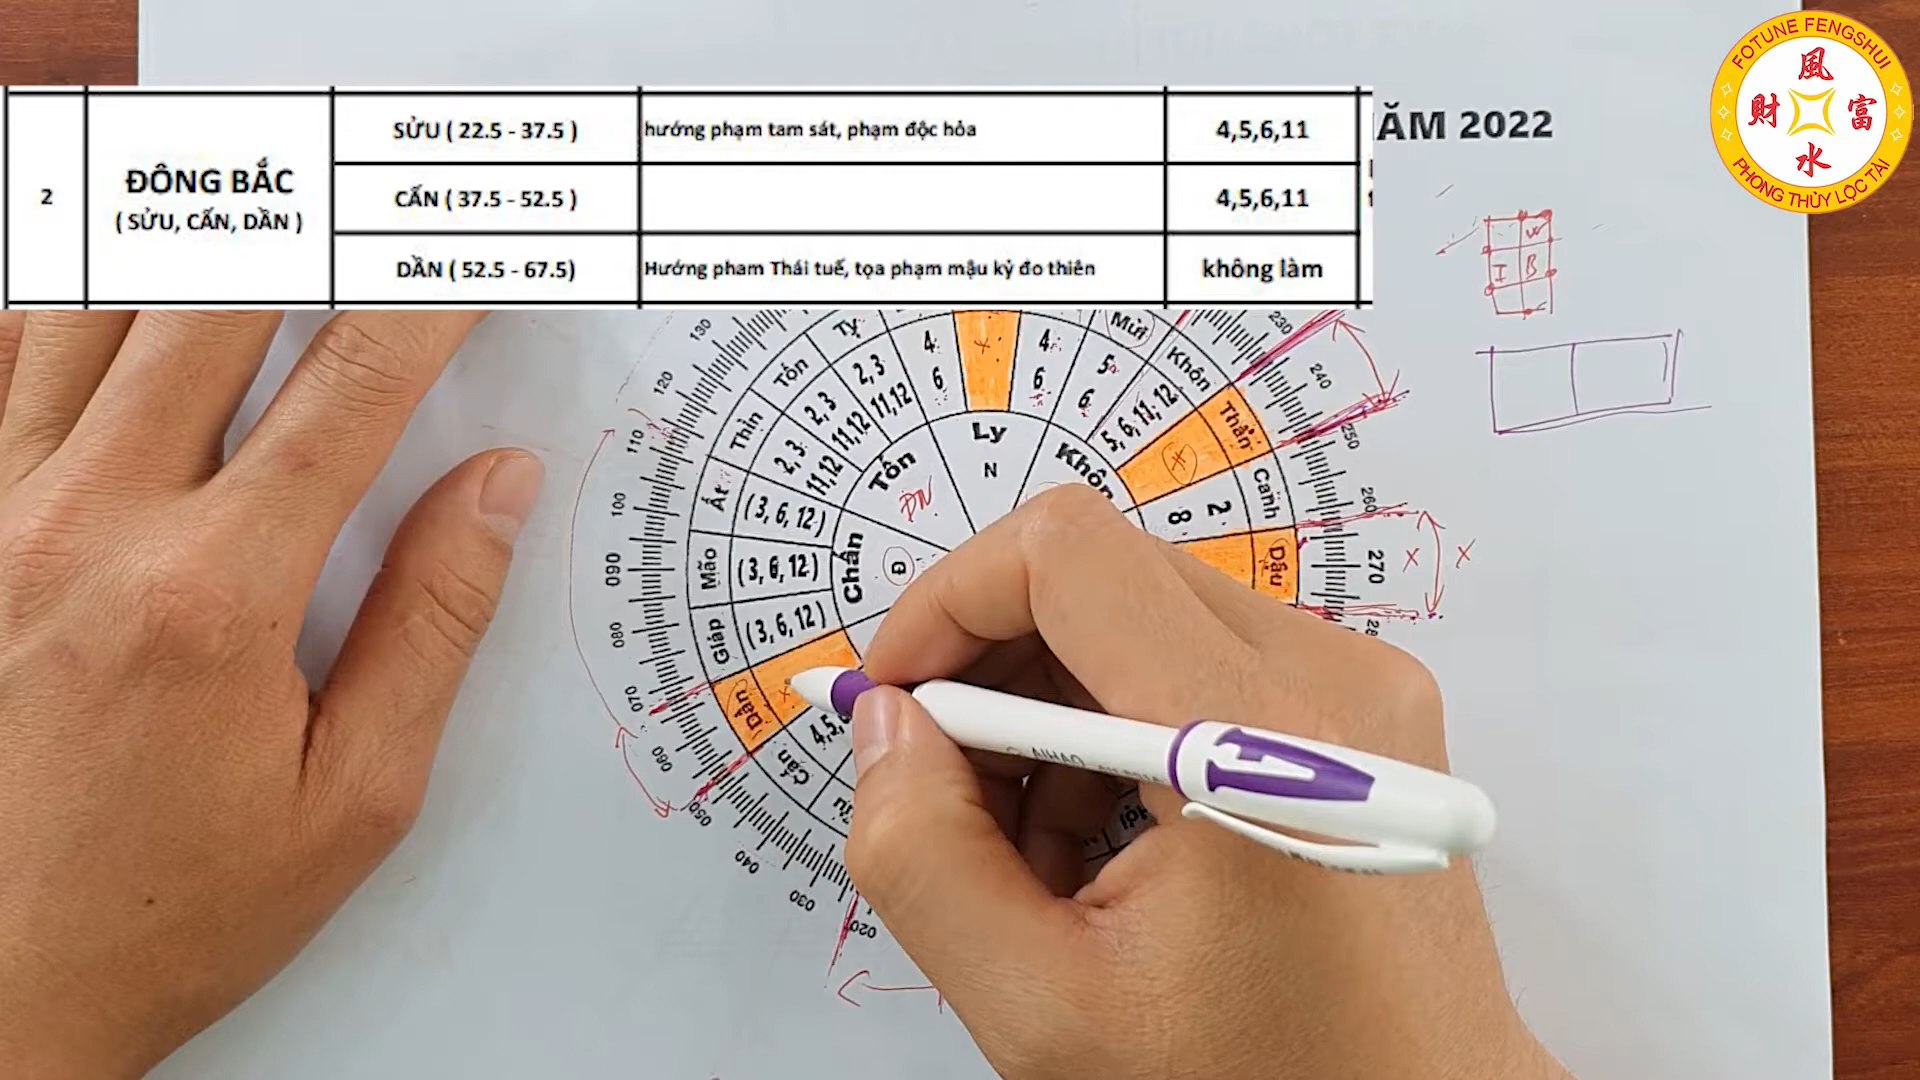 FOTUNE FENGSHUI
風
財
富
水
PHONG THỦY LỘC TÀI
ĂM 2022
2
ĐÔNG BẮC
( SỬU, CẤN, DẦN )
SỬU ( 22.5 - 37.5 )
hướng phạm tam sát, phạm độc hỏa
4,5,6,11
CẤN ( 37.5 - 52.5 )
4,5,6,11
DẦN ( 52.5 - 67.5)
Hướng pham Thái tuế, tọa phạm mậu kỷ đo thiên
không làm
130
120
110
100
090
080
070
060
050
040
030
020
230
240
250
260
270
28
Tỵ
Tốn
Thìn
Ất
Mão
Giáp
Dần
Cấn
Mùi
Khôn
Thân
Canh
Dậu
2, 3
11,12
2, 3
11,12
2, 3
11,12
(3, 6, 12)
(3, 6, 12)
(3, 6, 12)
4,5,
4
6
4
6
5
6
5, 6, 11, 12
2
8
Ly
N
Tốn
ĐN
Chấn
Đ
Khôn
x
x
x
x
I
B
AIHAO